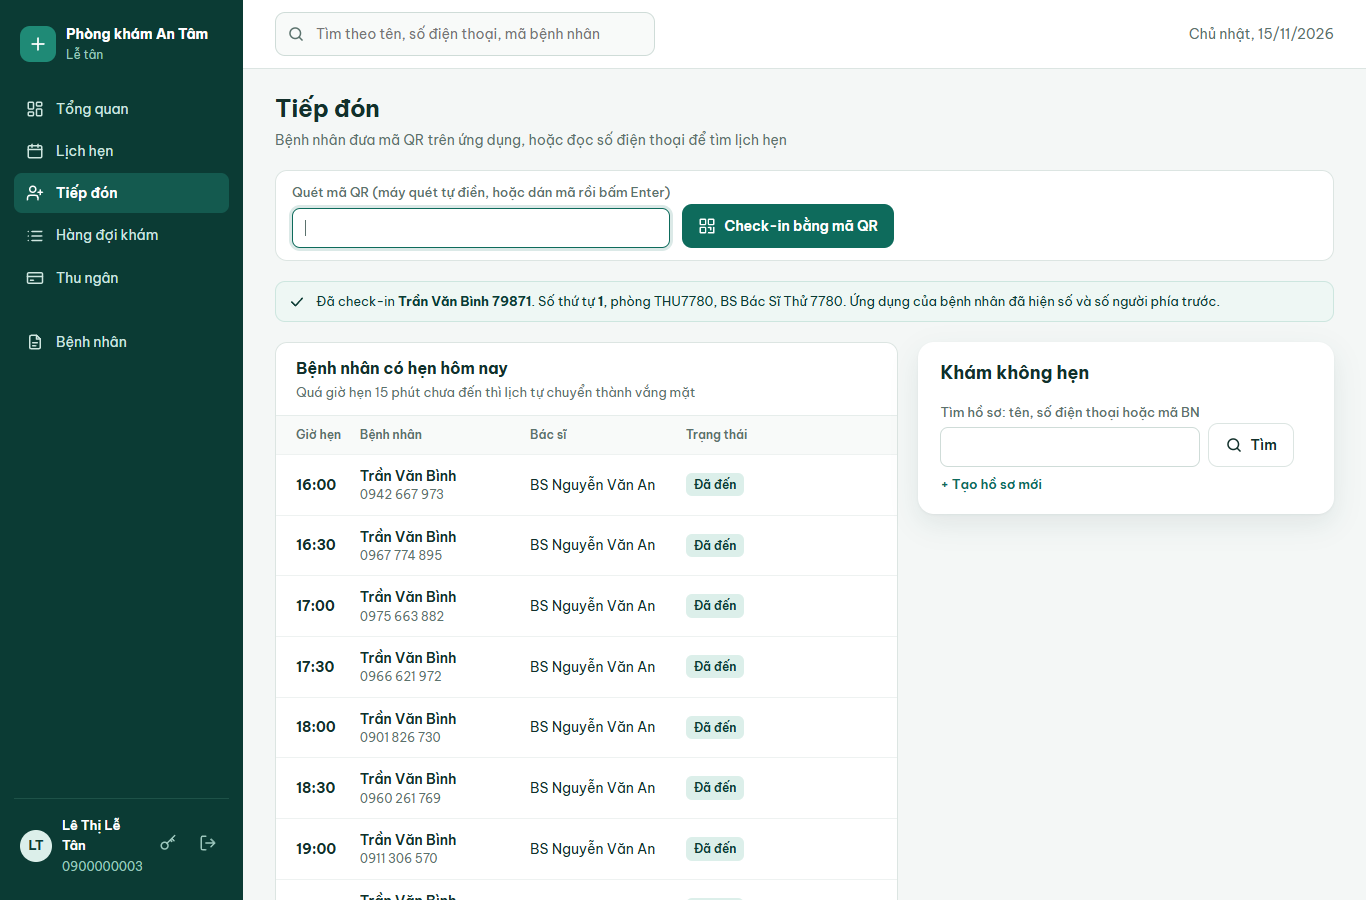 Phòng khám An Tâm
Lễ tân
Tìm theo tên, số điện thoại, mã bệnh nhân
Chủ nhật, 15/11/2026
Tổng quan
Lịch hẹn
Tiếp đón
Hàng đợi khám
Thu ngân
Bệnh nhân
Tiếp đón
Bệnh nhân đưa mã QR trên ứng dụng, hoặc đọc số điện thoại để tìm lịch hẹn
Quét mã QR (máy quét tự điền, hoặc dán mã rồi bấm Enter)
Check-in bằng mã QR
Đã check-in Trần Văn Bình 79871. Số thứ tự 1, phòng THU7780, BS Bác Sĩ Thử 7780. Ứng dụng của bệnh nhân đã hiện số và số người phía trước.
Bệnh nhân có hẹn hôm nay
Quá giờ hẹn 15 phút chưa đến thì lịch tự chuyển thành vắng mặt
Giờ hẹn Bệnh nhân Bác sĩ Trạng thái
16:00 Trần Văn Bình BS Nguyễn Văn An Đã đến
0942 667 973
16:30 Trần Văn Bình BS Nguyễn Văn An Đã đến
0967 774 895
17:00 Trần Văn Bình BS Nguyễn Văn An Đã đến
0975 663 882
17:30 Trần Văn Bình BS Nguyễn Văn An Đã đến
0966 621 972
18:00 Trần Văn Bình BS Nguyễn Văn An Đã đến
0901 826 730
18:30 Trần Văn Bình BS Nguyễn Văn An Đã đến
0960 261 769
19:00 Trần Văn Bình BS Nguyễn Văn An Đã đến
0911 306 570
Khám không hẹn
Tìm hồ sơ: tên, số điện thoại hoặc mã BN
Tìm
+ Tạo hồ sơ mới
LT
Lê Thị Lễ
Tân
0900000003